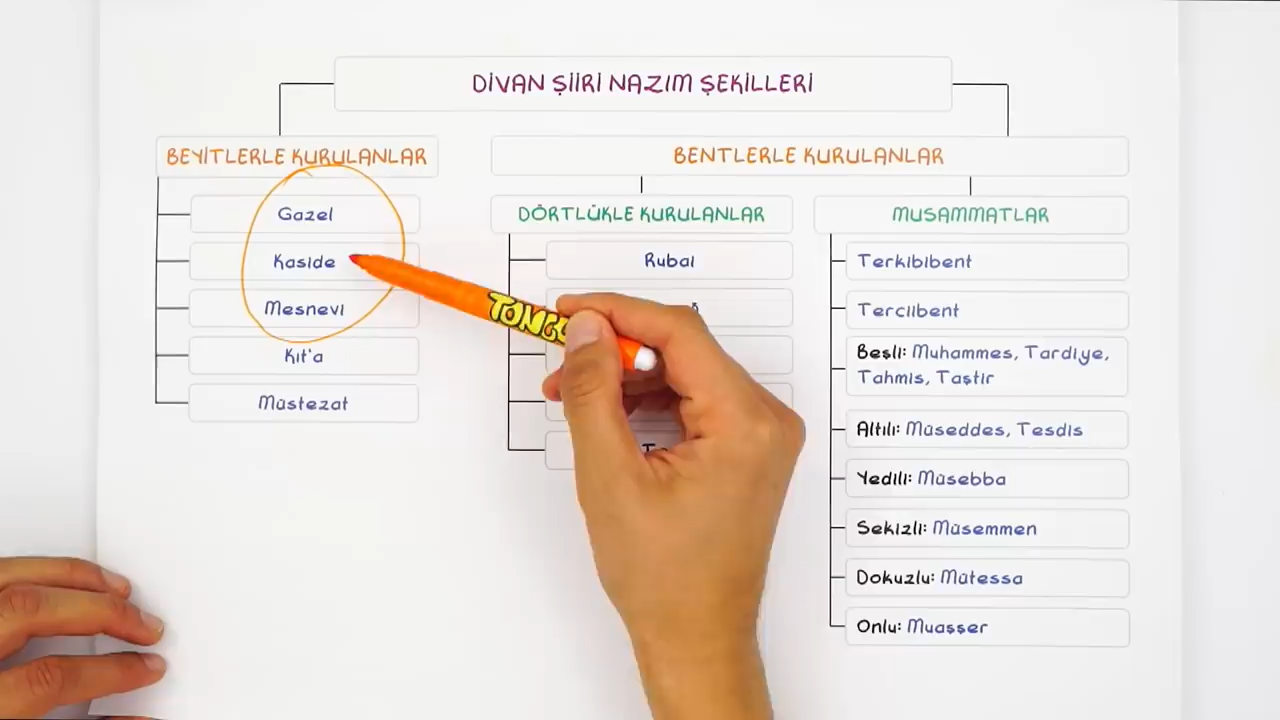 DİVAN ŞİİRİ NAZIM ŞEKİLLERİ
BEYİTLERLE KURULANLAR
Gazel
Kaside
Mesnevi
Kıt'a
Müstezat
BENTLERLE KURULANLAR
DÖRTLÜKLE KURULANLAR
Rubai
MUSAMMATLAR
Terkibibent
Terciibent
Beşli: Muhammes, Tardiye,
Tahmis, Taştir
Altılı: Müseddes, Tesdis
Yedili: Müsebba
Sekizli: Müsemmen
Dokuzlu: Mütessa
Onlu: Muaşşer